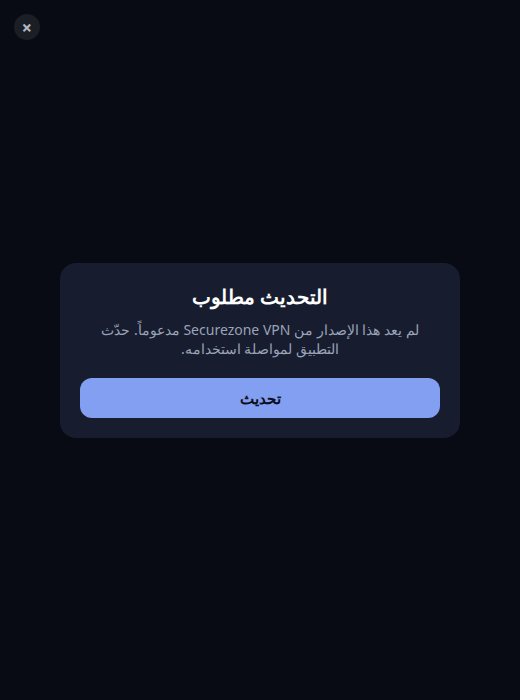 ×
التحديث مطلوب
لم يعد هذا الإصدار من Securezone VPN مدعوماً. حدّث
التطبيق لمواصلة استخدامه.
تحديث